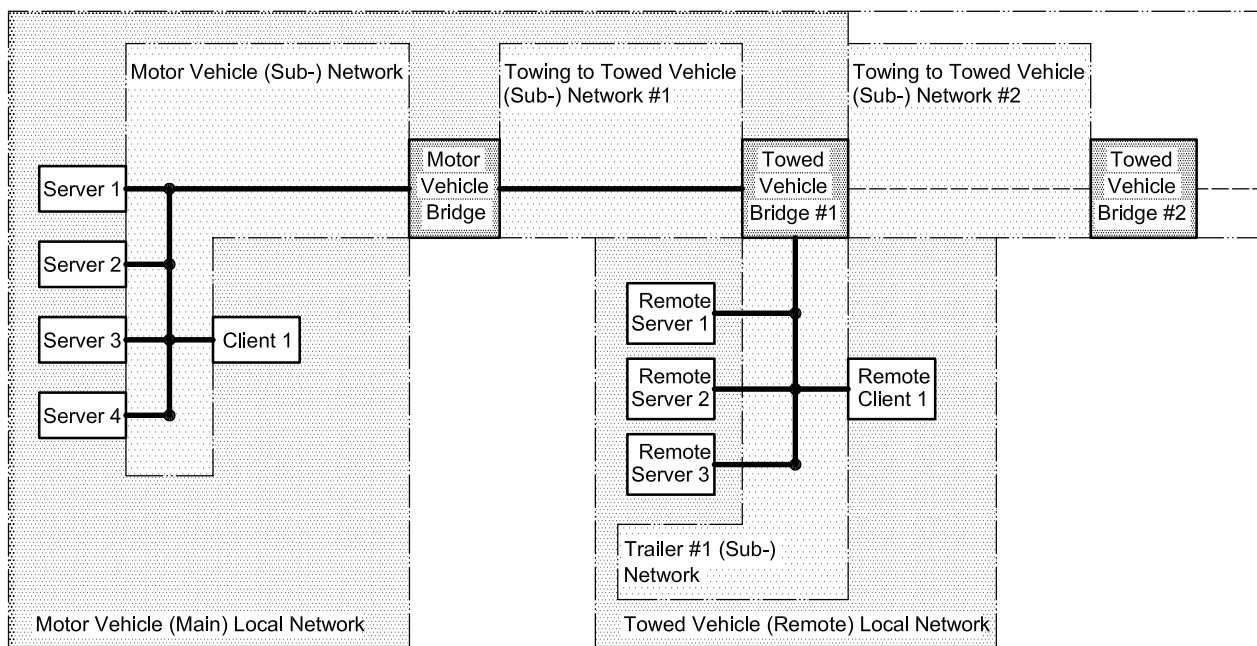 Motor Vehicle (Sub-) Network
Towing to Towed Vehicle
(Sub-) Network #1
Towing to Towed Vehicle
(Sub-) Network #2
Motor
Vehicle
Bridge
Towed
Vehicle
Bridge #1
Towed
Vehicle
Bridge #2
Server 1
Server 2
Server 3
Server 4
Client 1
Remote
Server 1
Remote
Server 2
Remote
Server 3
Remote
Client 1
Trailer #1 (Sub-)
Network
Motor Vehicle (Main) Local Network
Towed Vehicle (Remote) Local Network